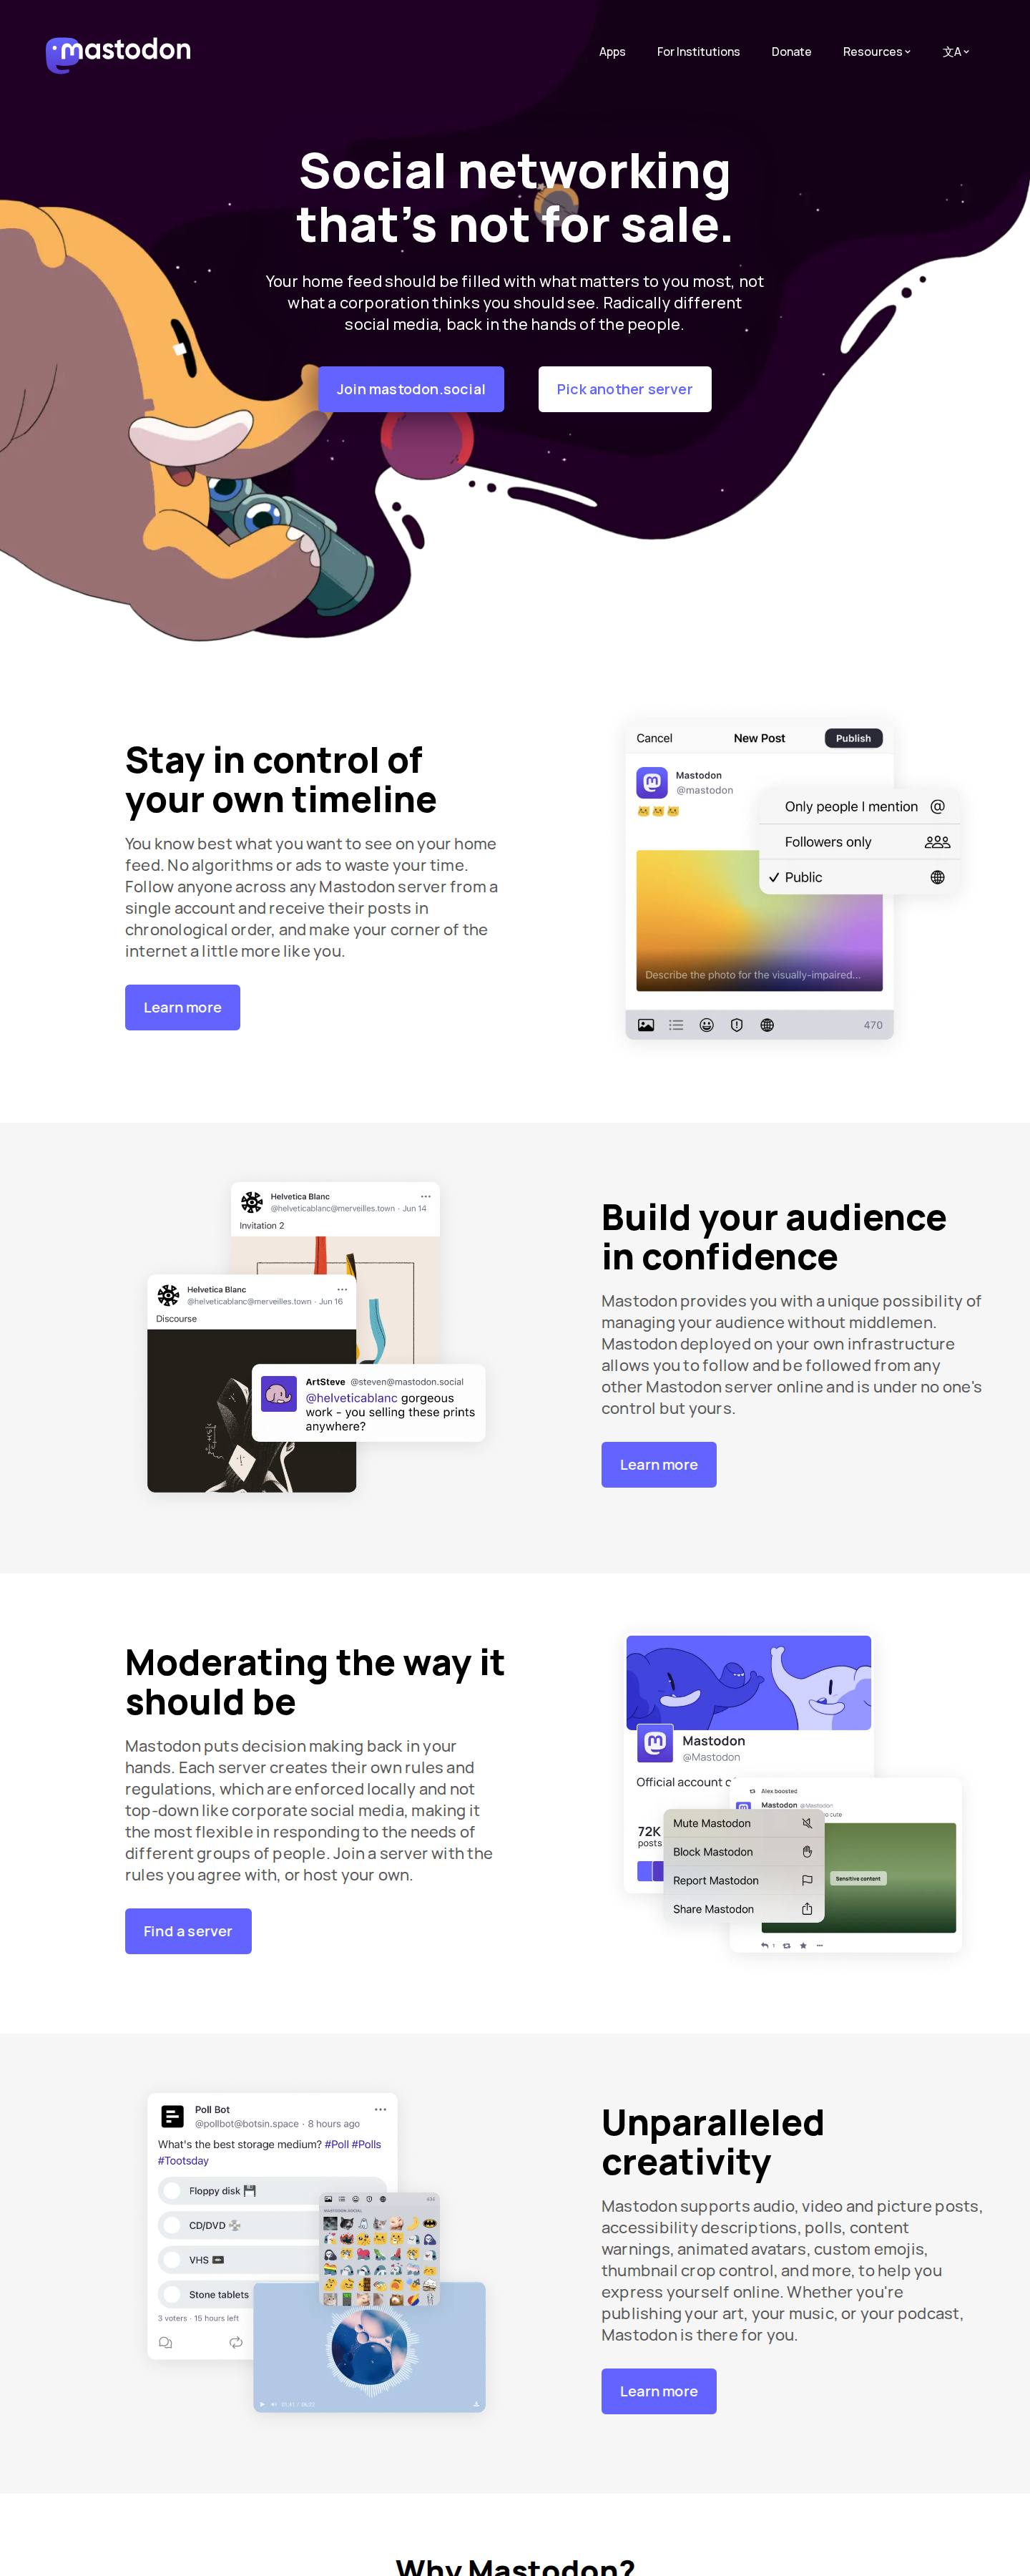 mastodon
Apps For Institutions Donate Resources 文A
Social networking
that's not for sale.
Your home feed should be filled with what matters to you most, not
what a corporation thinks you should see. Radically different
social media, back in the hands of the people.
Join mastodon.social Pick another server
Stay in control of
your own timeline
You know best what you want to see on your home
feed. No algorithms or ads to waste your time.
Follow anyone across any Mastodon server from a
single account and receive their posts in
chronological order, and make your corner of the
internet a little more like you.
Learn more
Cancel New Post Publish
Mastodon
@mastodon
Only people I mention
Followers only
Public
Describe the photo for the visually-impaired...
470
Helvetica Blanc
@helveticablanc@merveilles.town · Jun 14
Invitation 2
Helvetica Blanc
@helveticablanc@merveilles.town · Jun 16
Discourse
ArtSteve @steven@mastodon.social
@helveticablanc gorgeous
work - you selling these prints
anywhere?
Build your audience
in confidence
Mastodon provides you with a unique possibility of
managing your audience without middlemen.
Mastodon deployed on your own infrastructure
allows you to follow and be followed from any
other Mastodon server online and is under no one's
control but yours.
Learn more
Moderating the way it
should be
Mastodon puts decision making back in your
hands. Each server creates their own rules and
regulations, which are enforced locally and not
top-down like corporate social media, making it
the most flexible in responding to the needs of
different groups of people. Join a server with the
rules you agree with, or host your own.
Find a server
Mastodon
@Mastodon
Official account
Alex boosted
Mastodon @Mastodon
so cute
72K
posts
Mute Mastodon
Block Mastodon
Report Mastodon
Share Mastodon
Sensitive content
1
Poll Bot
@pollbot@botsin.space · 8 hours ago
What's the best storage medium? #Poll #Polls
#Tootsday
Floppy disk
CD/DVD
VHS
Stone tablets
3 voters · 15 hours left
Unparalleled
creativity
Mastodon supports audio, video and picture posts,
accessibility descriptions, polls, content
warnings, animated avatars, custom emojis,
thumbnail crop control, and more, to help you
express yourself online. Whether you're
publishing your art, your music, or your podcast,
Mastodon is there for you.
Learn more
Why Mastodon?